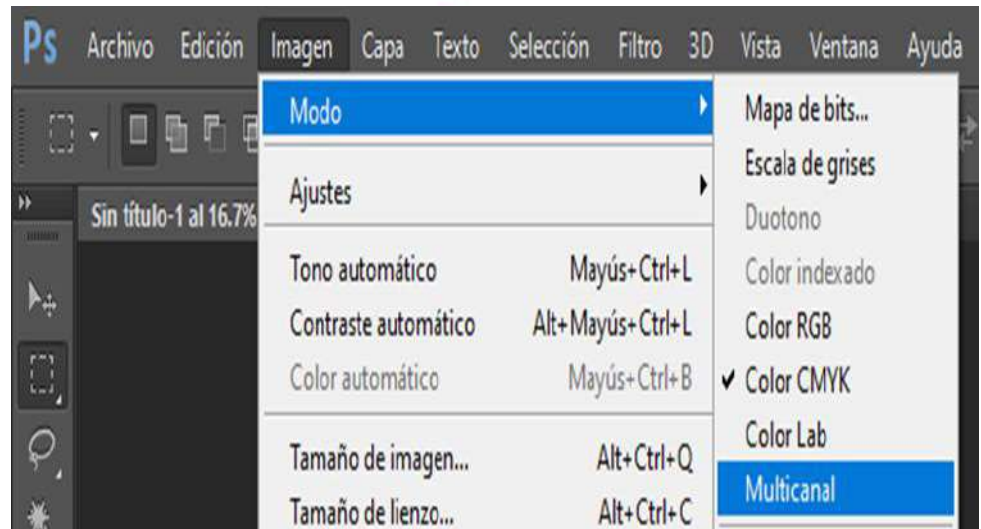 Ps Archivo Edición Imagen Capa Texto Selección Filtro 3D Vista Ventana Ayuda
Sin título-1 al 16.7%
Modo
Ajustes
Tono automático Mayús+Ctrl+L
Contraste automático Alt+Mayús+Ctrl+L
Color automático Mayús+Ctrl+B
Tamaño de imagen... Alt+Ctrl+Q
Tamaño de lienzo... Alt+Ctrl+C
Mapa de bits...
Escala de grises
Duotono
Color indexado
Color RGB
Color CMYK
Color Lab
Multicanal